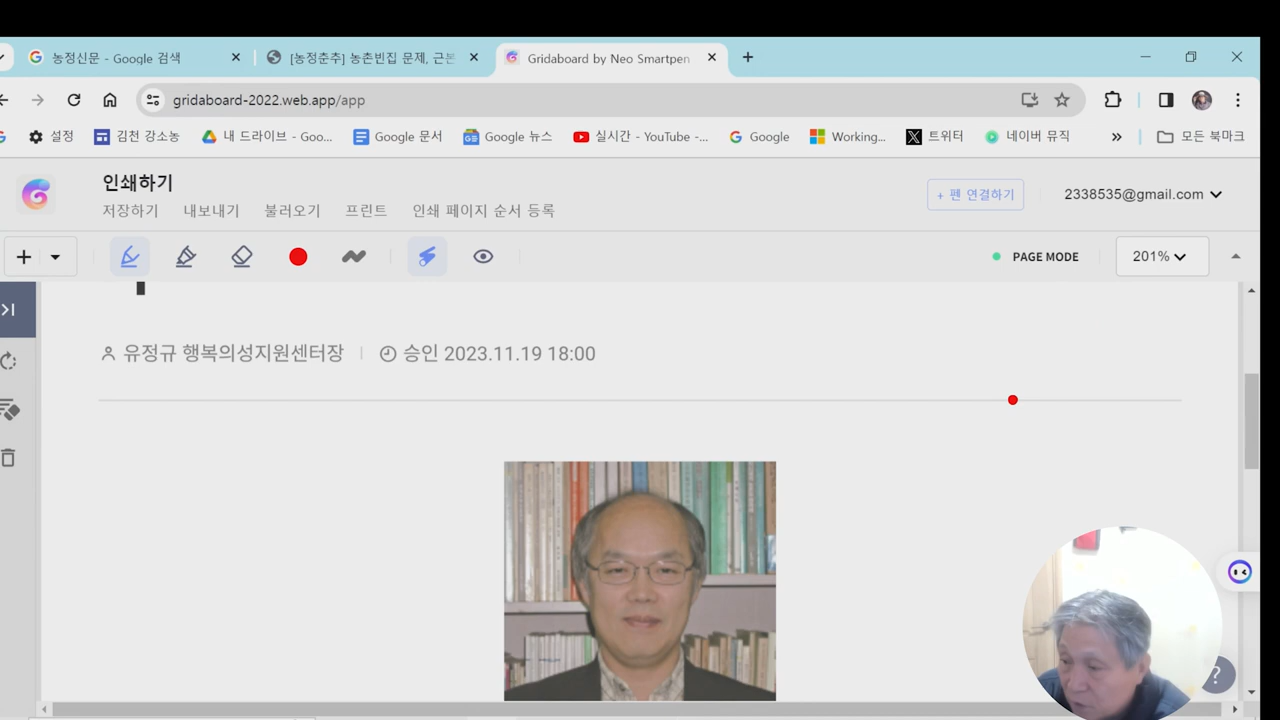 농정신문 - Google 검색
[농정춘추] 농촌빈집 문제, 근본
Gridaboard by Neo Smartpen
gridaboard-2022.web.app/app
설정
김천 강소농
내 드라이브 - Goo...
Google 문서
Google 뉴스
실시간 - YouTube -...
Google
Working...
트위터
네이버 뮤직
모든 북마크
인쇄하기
저장하기 내보내기 불러오기 프린트 인쇄 페이지 순서 등록
+ 펜 연결하기
2338535@gmail.com
PAGE MODE
201%
유정규 행복의성지원센터장
승인 2023.11.19 18:00
?